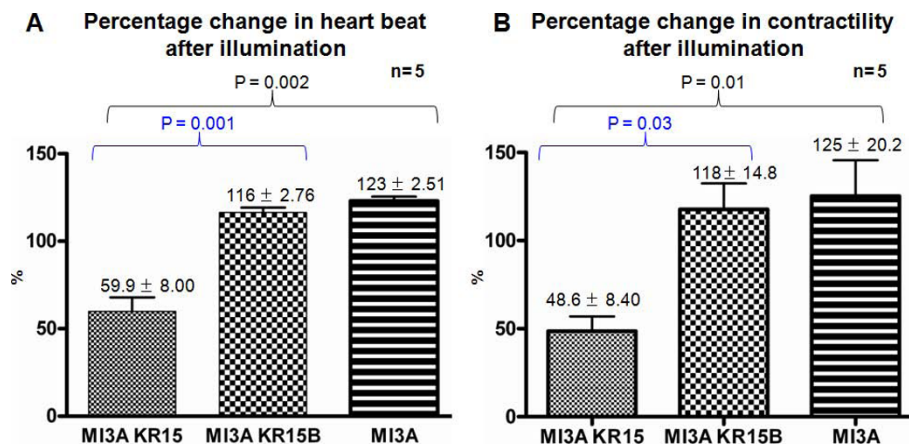 A Percentage change in heart beat
after illumination
n= 5
P = 0.002
P = 0.001
150
100
50
0
%
59.9 ± 8.00
116 ± 2.76
123 ± 2.51
MI3A KR15 MI3A KR15B MI3A
B Percentage change in contractility
after illumination
n= 5
P = 0.01
P = 0.03
150
100
50
0
%
48.6 ± 8.40
118 ± 14.8
125 ± 20.2
MI3A KR15 MI3A KR15B MI3A